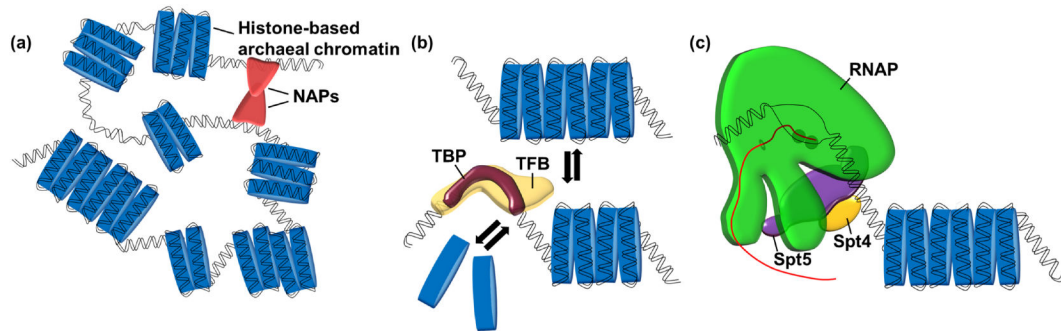 (a)
Histone-based
archaeal chromatin
NAPs
(b)
TBP
TFB
(c)
RNAP
Spt5
Spt4